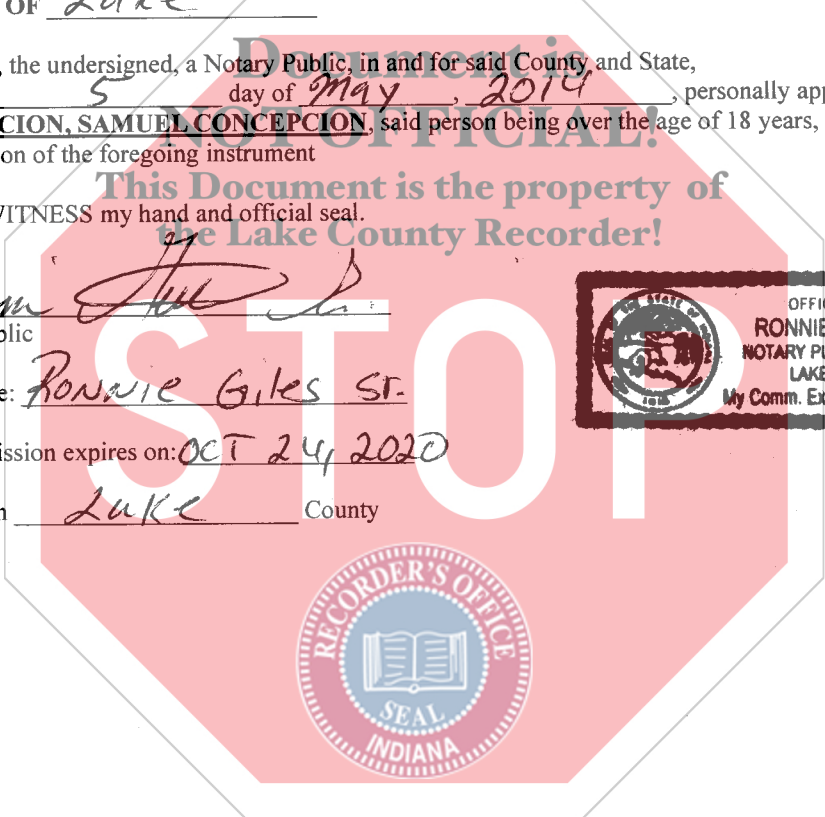 OF Lake
, the undersigned, a Notary Public, in and for said County and State,
5 day of May, 2014, personally app
CION, SAMUEL CONCEPCION, said person being over the age of 18 years,
on of the foregoing instrument
WITNESS my hand and official seal.
Document is
NOT OFFICIAL!
This Document is the property of
the Lake County Recorder!
STOP
blic
e: Ronnie Giles Sr.
ission expires on: OCT 24, 2020
n Lake County
OFFIC
RONNIE
NOTARY PU
LAKE
My Comm. Ex
RECORDER'S OFFICE
SEAL
INDIANA